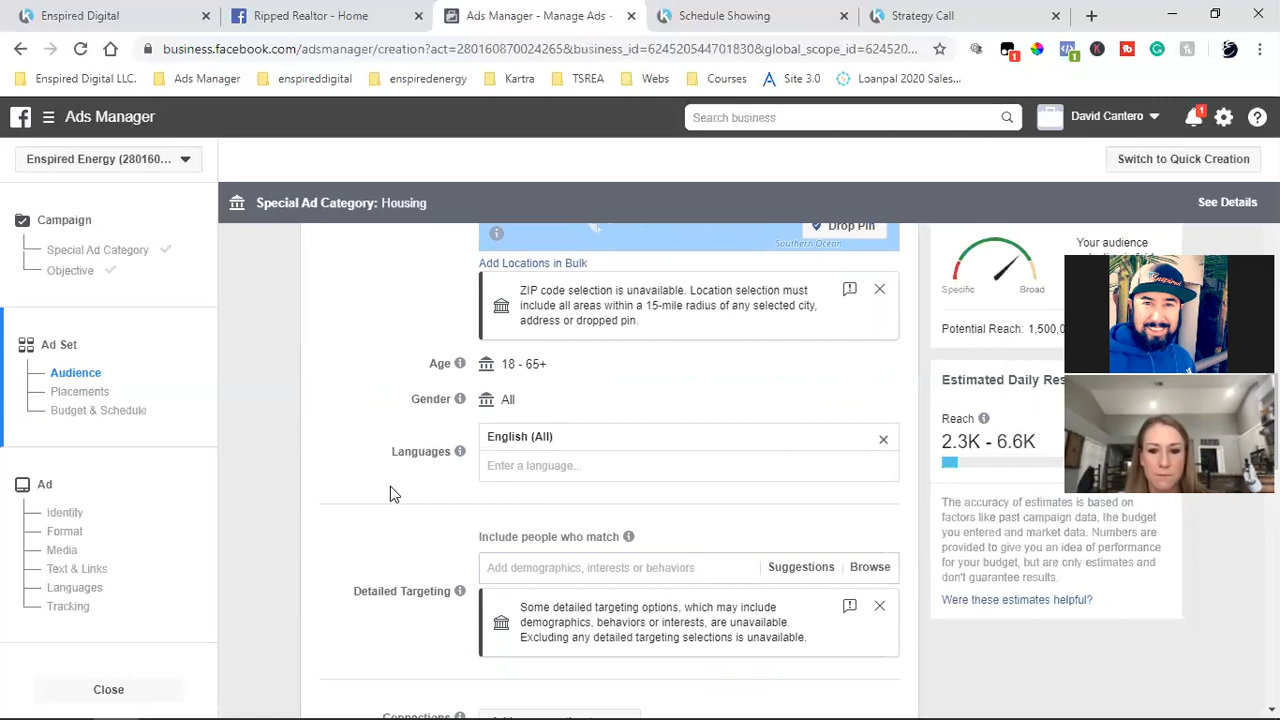 Enspired Digital
Ripped Realtor - Home
Ads Manager - Manage Ads -
Schedule Showing
Strategy Call
business.facebook.com/adsmanager/creation?act=280160870024265&business_id=624520544701830&global_scope_id=62452...
Enspired Digital LLC.
Ads Manager
enspireddigital
enspiredenergy
Kartra
TSREA
Webs
Courses
Site 3.0
Loanpal 2020 Sales...
Ads Manager
Search business
David Cantero
1
Enspired Energy (280160...
Switch to Quick Creation
Special Ad Category: Housing
See Details
Campaign
Special Ad Category
Objective
Ad Set
Audience
Placements
Budget & Schedule
Ad
Identity
Format
Media
Text & Links
Languages
Tracking
Close
Drop Pin
Southern Ocean
Add Locations in Bulk
ZIP code selection is unavailable. Location selection must
include all areas within a 15-mile radius of any selected city,
address or dropped pin.
Age
18 - 65+
Gender
All
Languages
English (All)
Enter a language...
Include people who match
Detailed Targeting
Add demographics, interests or behaviors
Suggestions
Browse
Some detailed targeting options, which may include
demographics, behaviors or interests, are unavailable.
Excluding any detailed targeting selections is unavailable.
Connections
Your audience
Specific
Broad
Potential Reach: 1,500,0
Estimated Daily Res
Reach
2.3K - 6.6K
The accuracy of estimates is based on
factors like past campaign data, the budget
you entered and market data. Numbers are
provided to give you an idea of performance
for your budget, but are only estimates and
don't guarantee results.
Were these estimates helpful?